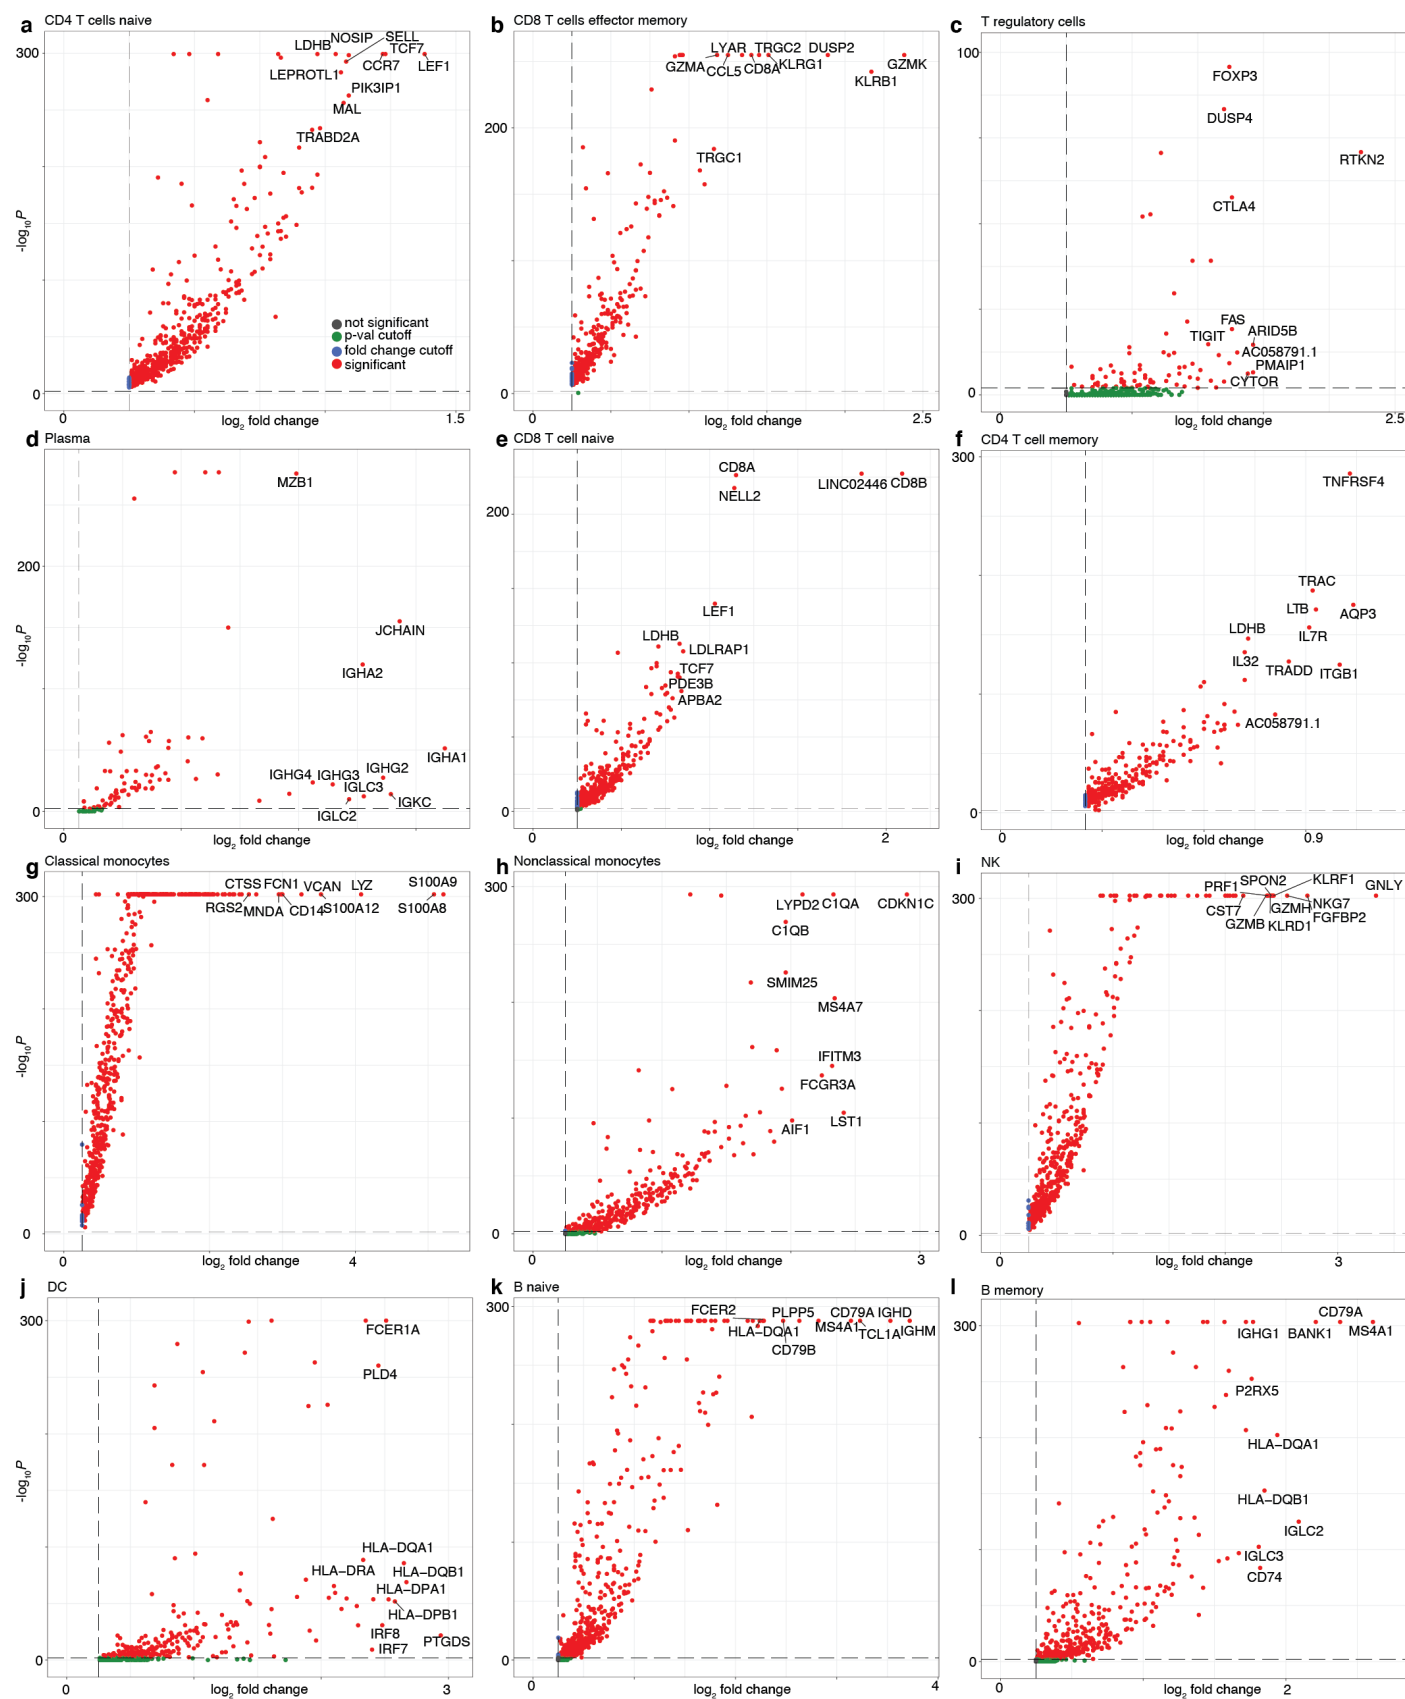 a CD4 T cells naive
300
0
-log10P
LDHB
NOSIP
SELL
TCF7
LEPROTL1
CCR7
LEF1
PIK3IP1
MAL
TRABD2A
not significant
p-val cutoff
fold change cutoff
significant
0
1.5
log2 fold change
b CD8 T cells effector memory
200
0
LYAR
TRGC2
DUSP2
GZMA
CCL5
CD8A
KLRG1
GZMK
KLRB1
TRGC1
0
2.5
log2 fold change
c T regulatory cells
100
0
FOXP3
DUSP4
RTKN2
CTLA4
FAS
TIGIT
ARID5B
AC058791.1
PMAIP1
CYTOR
0
2.5
log2 fold change
d Plasma
200
0
-log10P
MZB1
JCHAIN
IGHA2
IGHA1
IGHG4
IGHG3
IGHG2
IGLC3
IGKC
IGLC2
0
log2 fold change
e CD8 T cell naive
200
0
CD8A
NELL2
LINC02446
CD8B
LEF1
LDHB
LDLRAP1
TCF7
PDE3B
APBA2
0
2
log2 fold change
f CD4 T cell memory
300
0
TNFRSF4
TRAC
LTB
AQP3
LDHB
IL7R
IL32
TRADD
ITGB1
AC058791.1
0
0.9
log2 fold change
g Classical monocytes
300
0
-log10P
CTSS
FCN1
VCAN
LYZ
S100A9
RGS2
MNDA
CD14
S100A12
S100A8
0
4
log2 fold change
h Nonclassical monocytes
300
0
LYPD2
C1QA
CDKN1C
C1QB
SMIM25
MS4A7
IFITM3
FCGR3A
LST1
AIF1
0
3
log2 fold change
i NK
300
0
PRF1
SPON2
KLRF1
GNLY
CST7
GZMB
GZMH
KLRD1
NKG7
FGFBP2
0
3
log2 fold change
j DC
300
0
-log10P
FCER1A
PLD4
HLA-DQA1
HLA-DRA
HLA-DQB1
HLA-DPA1
HLA-DPB1
IRF8
IRF7
PTGDS
0
3
log2 fold change
k B naive
300
0
FCER2
PLPP5
CD79A
IGHD
HLA-DQA1
CD79B
MS4A1
TCL1A
IGHM
0
4
log2 fold change
l B memory
300
0
CD79A
IGHG1
BANK1
MS4A1
P2RX5
HLA-DQA1
HLA-DQB1
IGLC2
IGLC3
CD74
0
2
log2 fold change